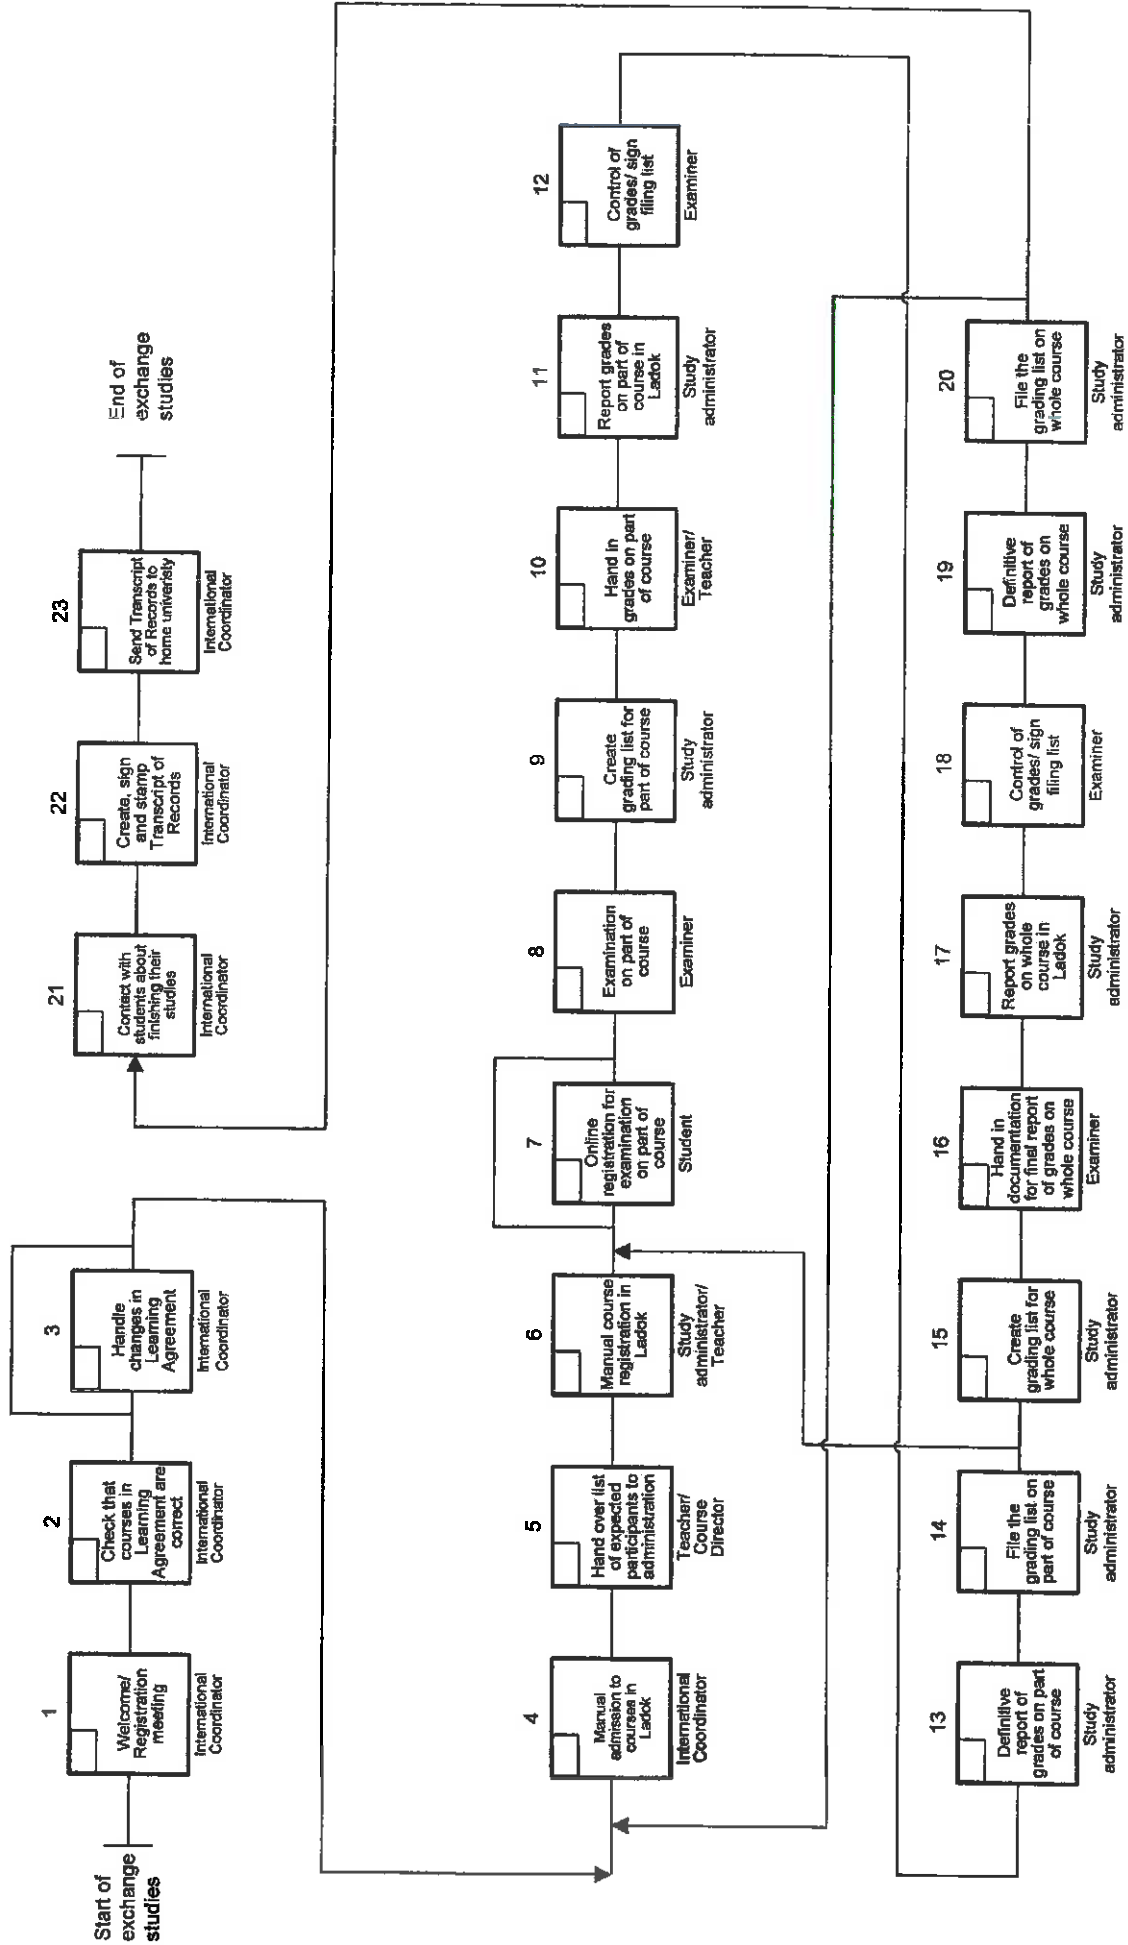 Start of
exchange
studies
1
Welcome/
Registration
meeting
International
Coordinator
2
Check that
courses in
Learning
Agreement are
correct
International
Coordinator
3
Handle
changes in
Learning
Agreement
International
Coordinator
21
Contact with
students about
finishing their
studies
International
Coordinator
22
Create, sign
and stamp
Transcript of
Records
International
Coordinator
23
Send Transcript
of Records to
home univeristy
International
Coordinator
End of
exchange
studies
4
Manual
admission to
courses in
Ladok
International
Coordinator
5
Hand over list
of expected
participants to
administration
Teacher/
Course
Director
6
Manual course
registration in
Ladok
Study
administrator/
Teacher
7
Online
registration for
examination
on part of
course
Student
8
Examination
on part of
course
Examiner
9
Create
grading list for
part of course
Study
administrator
10
Hand in
grades on part
of course
Examiner/
Teacher
11
Report grades
on part of
course in
Ladok
Study
administrator
12
Control of
grades/ sign
filing list
Examiner
13
Definitive
report of
grades on part
of course
Study
administrator
14
File the
grading list on
part of course
Study
administrator
15
Create
grading list for
whole course
Study
administrator
16
Hand in
documentation
for final report
of grades on
whole course
Examiner
17
Report grades
on whole
course in
Ladok
Study
administrator
18
Control of
grades/ sign
filing list
Examiner
19
Definitive
report of
grades on
whole course
Study
administrator
20
File the
grading list on
whole course
Study
administrator